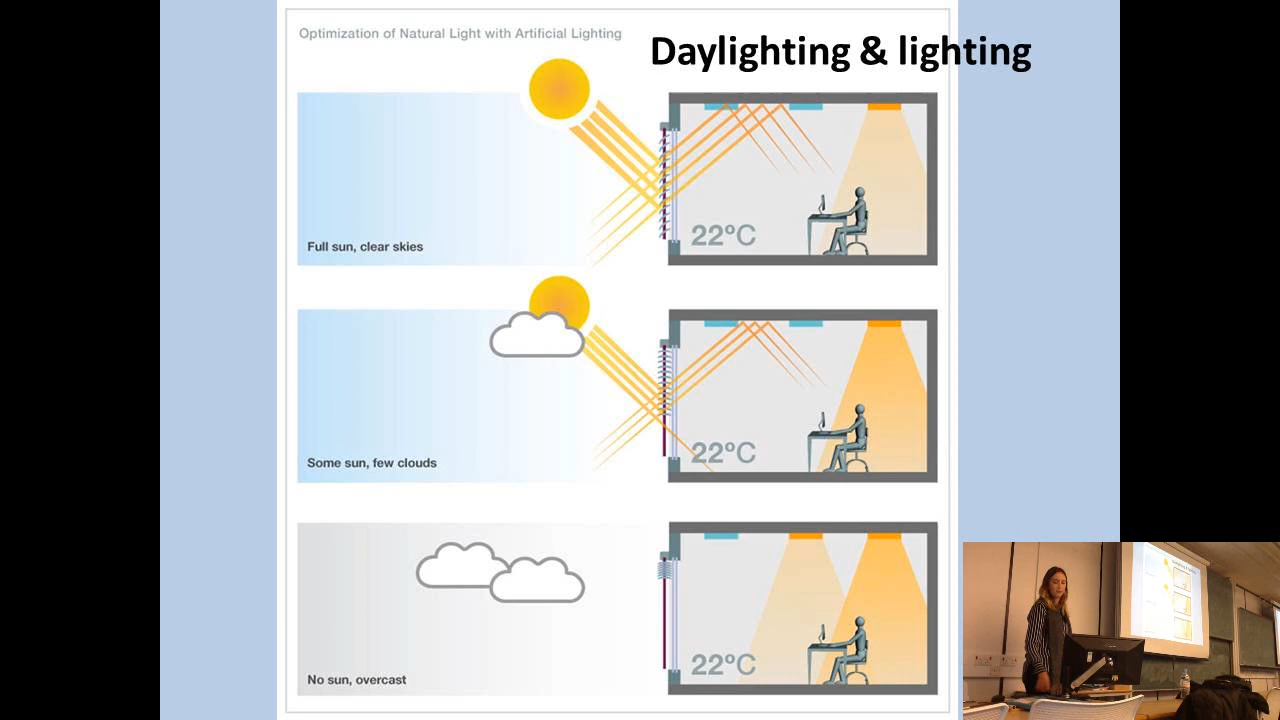 Optimization of Natural Light with Artificial Lighting
Daylighting & lighting
Full sun, clear skies
22°C
Some sun, few clouds
22°C
No sun, overcast
22°C